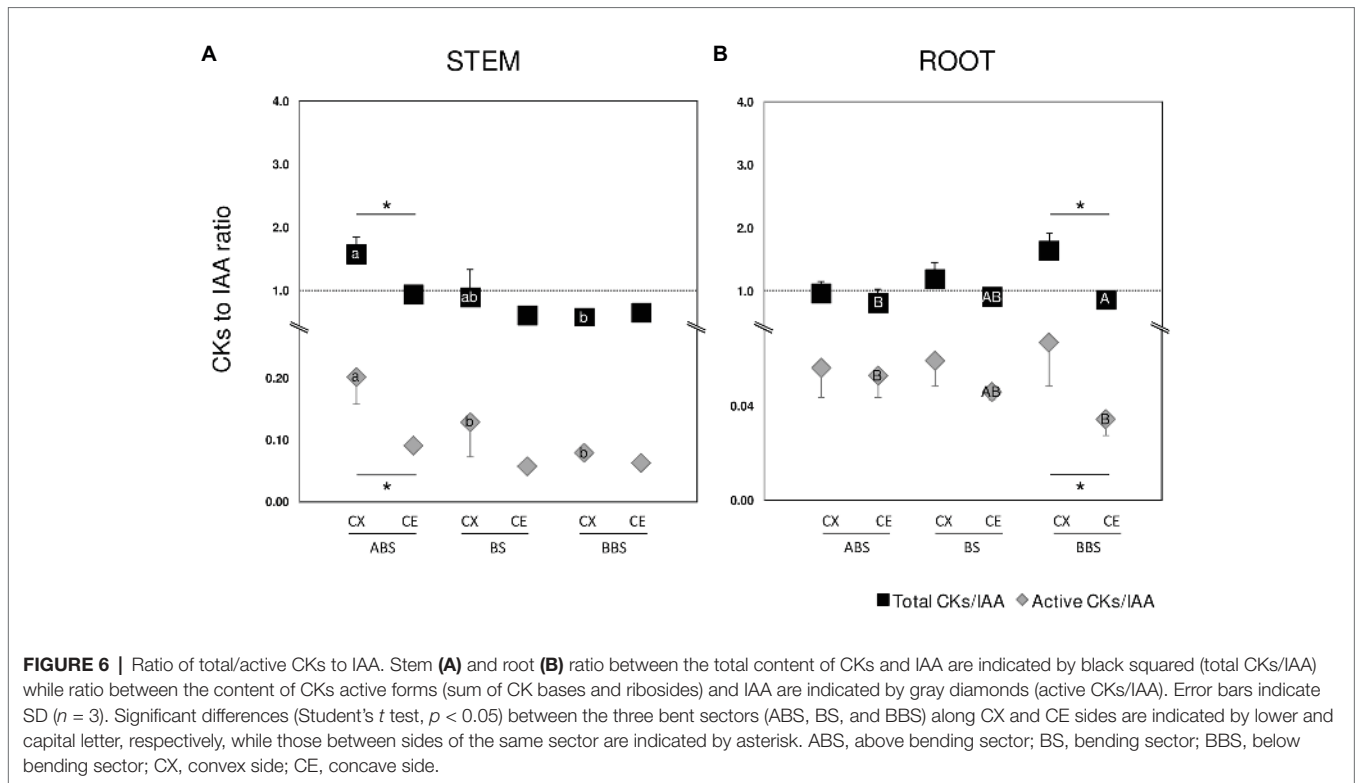 A
STEM
B
ROOT
CKs to IAA ratio
4.0
3.0
2.0
1.0
0.20
0.10
0.00
*
a
ab
b
a
b
b
*
CX CE CX CE CX CE
ABS BS BBS
4.0
3.0
2.0
1.0
0.04
0.00
*
B
AB
A
B
AB
B
*
CX CE CX CE CX CE
ABS BS BBS
Total CKs/IAA Active CKs/IAA
FIGURE 6 | Ratio of total/active CKs to IAA. Stem (A) and root (B) ratio between the total content of CKs and IAA are indicated by black squared (total CKs/IAA)
while ratio between the content of CKs active forms (sum of CK bases and ribosides) and IAA are indicated by gray diamonds (active CKs/IAA). Error bars indicate
SD (n = 3). Significant differences (Student's t test, p < 0.05) between the three bent sectors (ABS, BS, and BBS) along CX and CE sides are indicated by lower and
capital letter, respectively, while those between sides of the same sector are indicated by asterisk. ABS, above bending sector; BS, bending sector; BBS, below
bending sector; CX, convex side; CE, concave side.